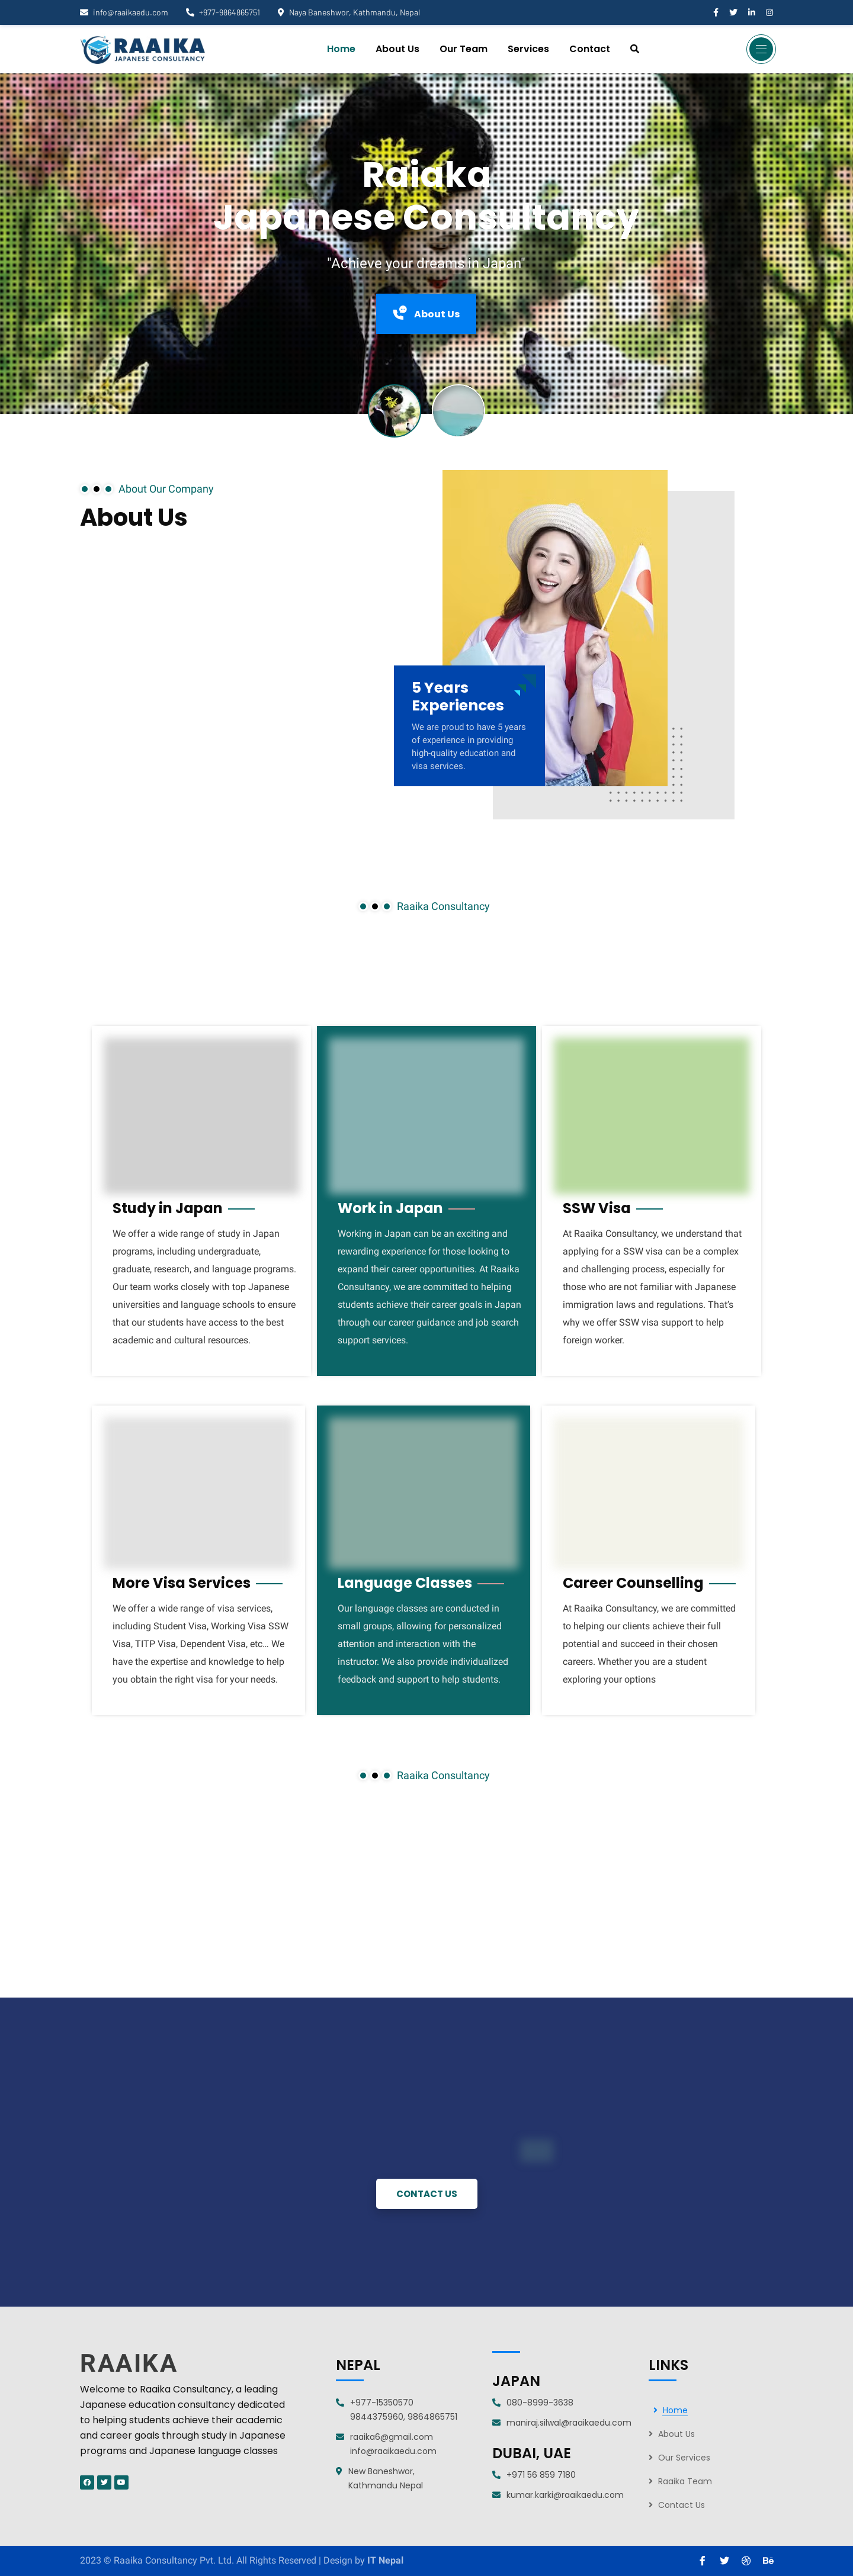 info@raaikaedu.com
+977-9864865751
Naya Baneshwor, Kathmandu, Nepal
RAAIKA
JAPANESE CONSULTANCY
Home
About Us
Our Team
Services
Contact
Raiaka
Japanese Consultancy
"Achieve your dreams in Japan"
About Us
About Our Company
About Us
5 Years
Experiences
We are proud to have 5 years
of experience in providing
high-quality education and
visa services.
Raaika Consultancy
Study in Japan
We offer a wide range of study in Japan
programs, including undergraduate,
graduate, research, and language programs.
Our team works closely with top Japanese
universities and language schools to ensure
that our students have access to the best
academic and cultural resources.
Work in Japan
Working in Japan can be an exciting and
rewarding experience for those looking to
expand their career opportunities. At Raaika
Consultancy, we are committed to helping
students achieve their career goals in Japan
through our career guidance and job search
support services.
SSW Visa
At Raaika Consultancy, we understand that
applying for a SSW visa can be a complex
and challenging process, especially for
those who are not familiar with Japanese
immigration laws and regulations. That's
why we offer SSW visa support to help
foreign worker.
More Visa Services
We offer a wide range of visa services,
including Student Visa, Working Visa SSW
Visa, TITP Visa, Dependent Visa, etc... We
have the expertise and knowledge to help
you obtain the right visa for your needs.
Language Classes
Our language classes are conducted in
small groups, allowing for personalized
attention and interaction with the
instructor. We also provide individualized
feedback and support to help students.
Career Counselling
At Raaika Consultancy, we are committed
to helping our clients achieve their full
potential and succeed in their chosen
careers. Whether you are a student
exploring your options
Raaika Consultancy
CONTACT US
RAAIKA
Welcome to Raaika Consultancy, a leading
Japanese education consultancy dedicated
to helping students achieve their academic
and career goals through study in Japanese
programs and Japanese language classes
NEPAL
+977-15350570
9844375960, 9864865751
raaika6@gmail.com
info@raaikaedu.com
New Baneshwor,
Kathmandu Nepal
JAPAN
080-8999-3638
maniraj.silwal@raaikaedu.com
DUBAI, UAE
+971 56 859 7180
kumar.karki@raaikaedu.com
LINKS
Home
About Us
Our Services
Raaika Team
Contact Us
2023 © Raaika Consultancy Pvt. Ltd. All Rights Reserved | Design by IT Nepal